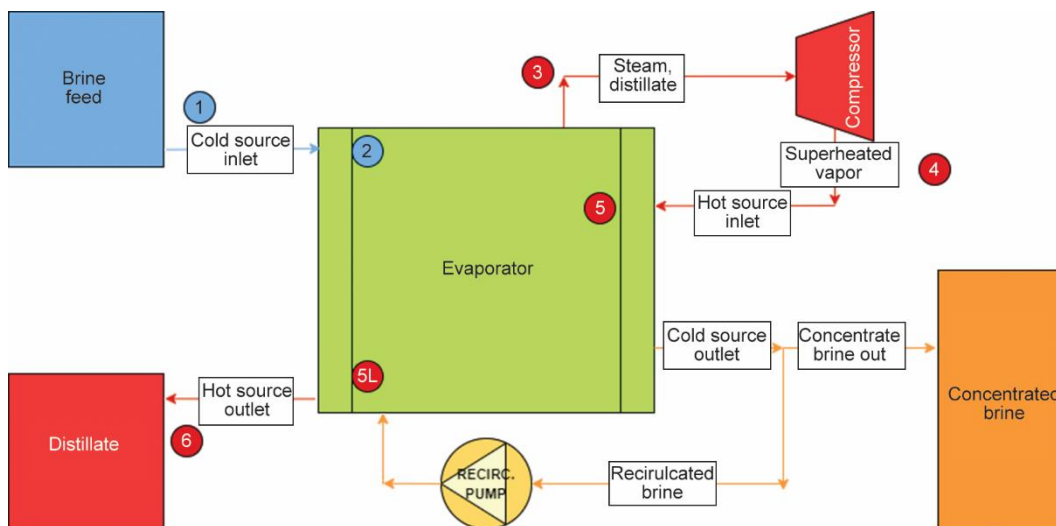 Brine
feed
1
Cold source
inlet
2
3
Steam,
distillate
Compressor
Superheated
vapor
4
5
Hot source
inlet
Evaporator
Cold source
outlet
Concentrate
brine out
Concentrated
brine
5L
Hot source
outlet
6
Distillate
RECIRC.
PUMP
Recirulcated
brine